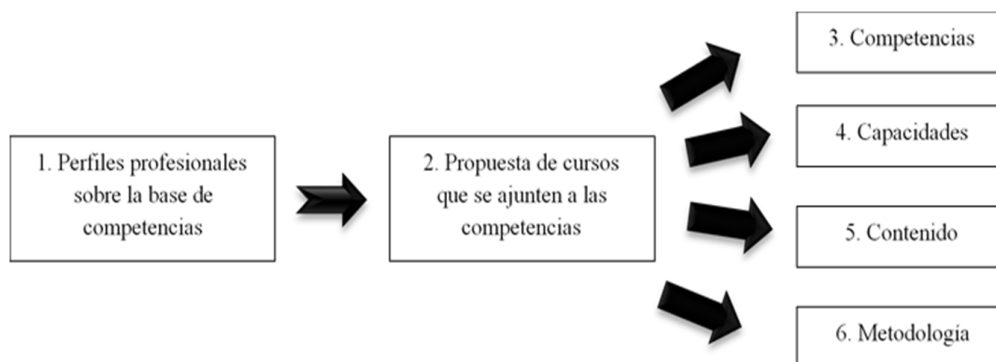 1. Perfiles profesionales
sobre la base de
competencias
2. Propuesta de cursos
que se ajunten a las
competencias
3. Competencias
4. Capacidades
5. Contenido
6. Metodología